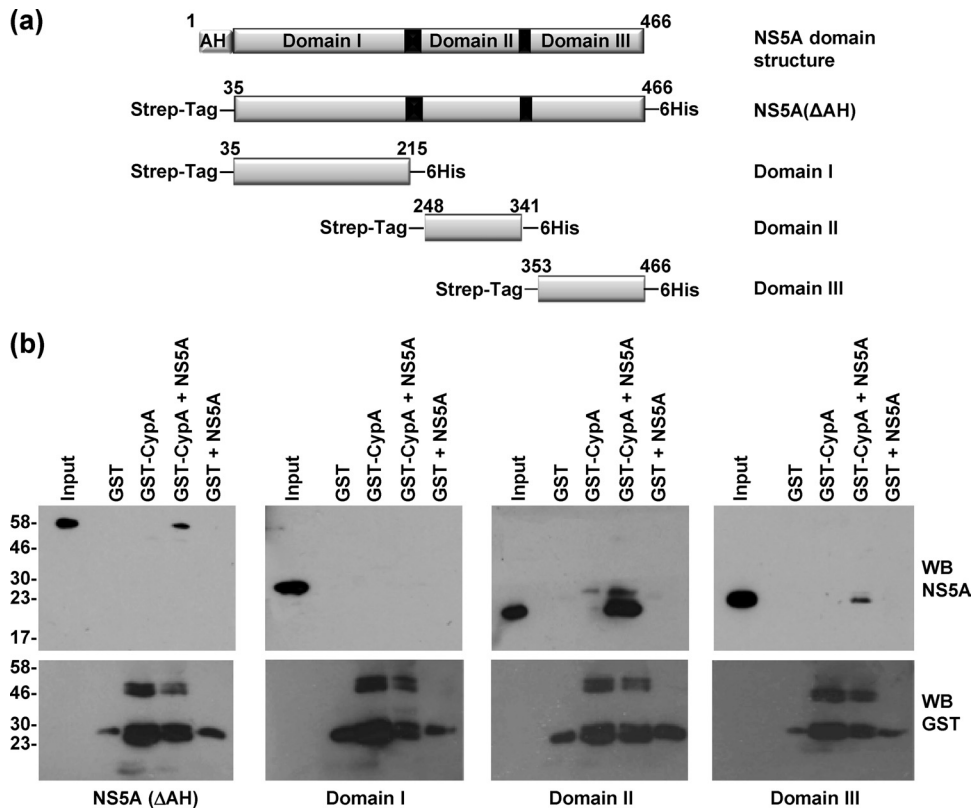 (a)
1 466
AH Domain I Domain II Domain III NS5A domain structure
35 466
Strep-Tag 6His NS5A(ΔAH)
35 215
Strep-Tag 6His Domain I
248 341
Strep-Tag 6His Domain II
353 466
Strep-Tag 6His Domain III
(b)
Input GST GST-CypA GST-CypA + NS5A GST + NS5A
Input GST GST-CypA GST-CypA + NS5A GST + NS5A
Input GST GST-CypA GST-CypA + NS5A GST + NS5A
Input GST GST-CypA GST-CypA + NS5A GST + NS5A
58-
46-
30-
23-
17-
WB NS5A
58-
46-
30-
23-
WB GST
NS5A (ΔAH) Domain I Domain II Domain III